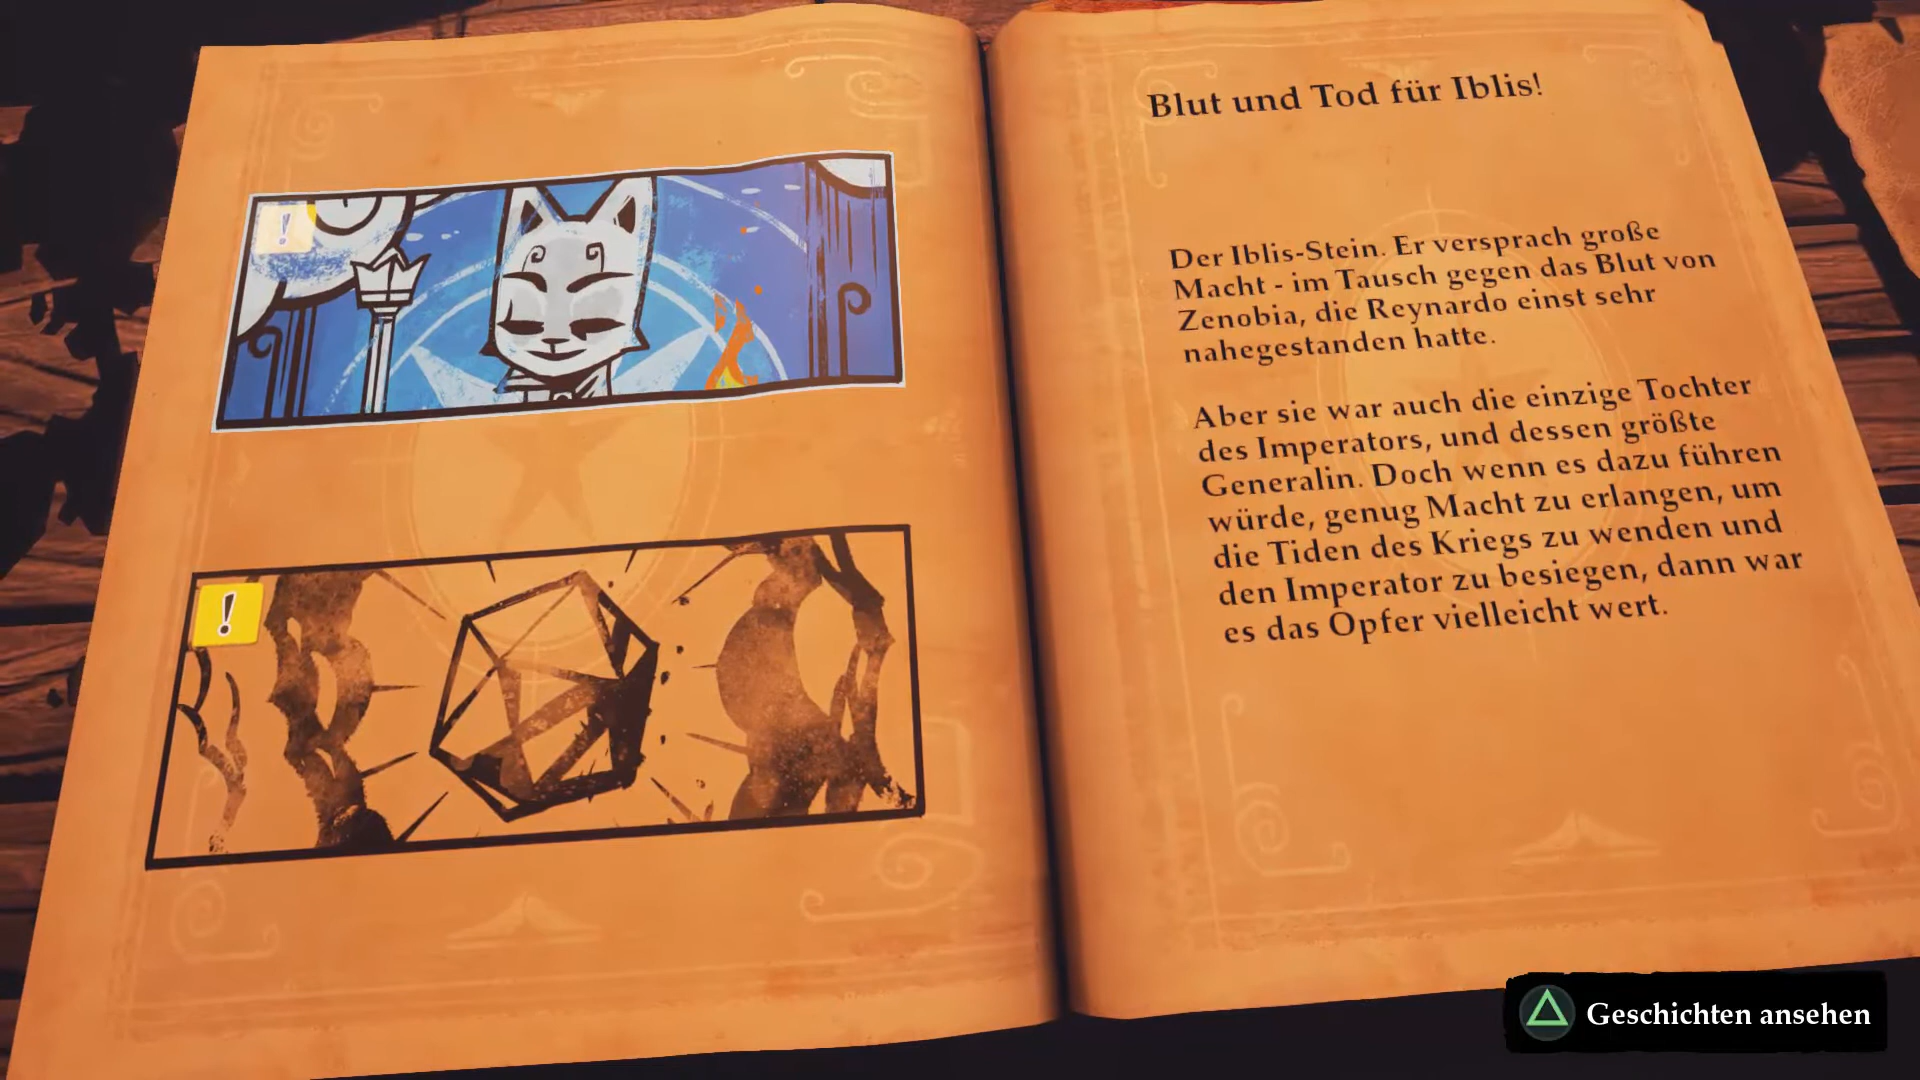 !
!
Blut und Tod für Iblis!
Der Iblis-Stein. Er versprach große
Macht - im Tausch gegen das Blut von
Zenobia, die Reynardo einst sehr
nahegestanden hatte.
Aber sie war auch die einzige Tochter
des Imperators, und dessen größte
Generalin. Doch wenn es dazu führen
würde, genug Macht zu erlangen, um
die Tiden des Kriegs zu wenden und
den Imperator zu besiegen, dann war
es das Opfer vielleicht wert.
Geschichten ansehen